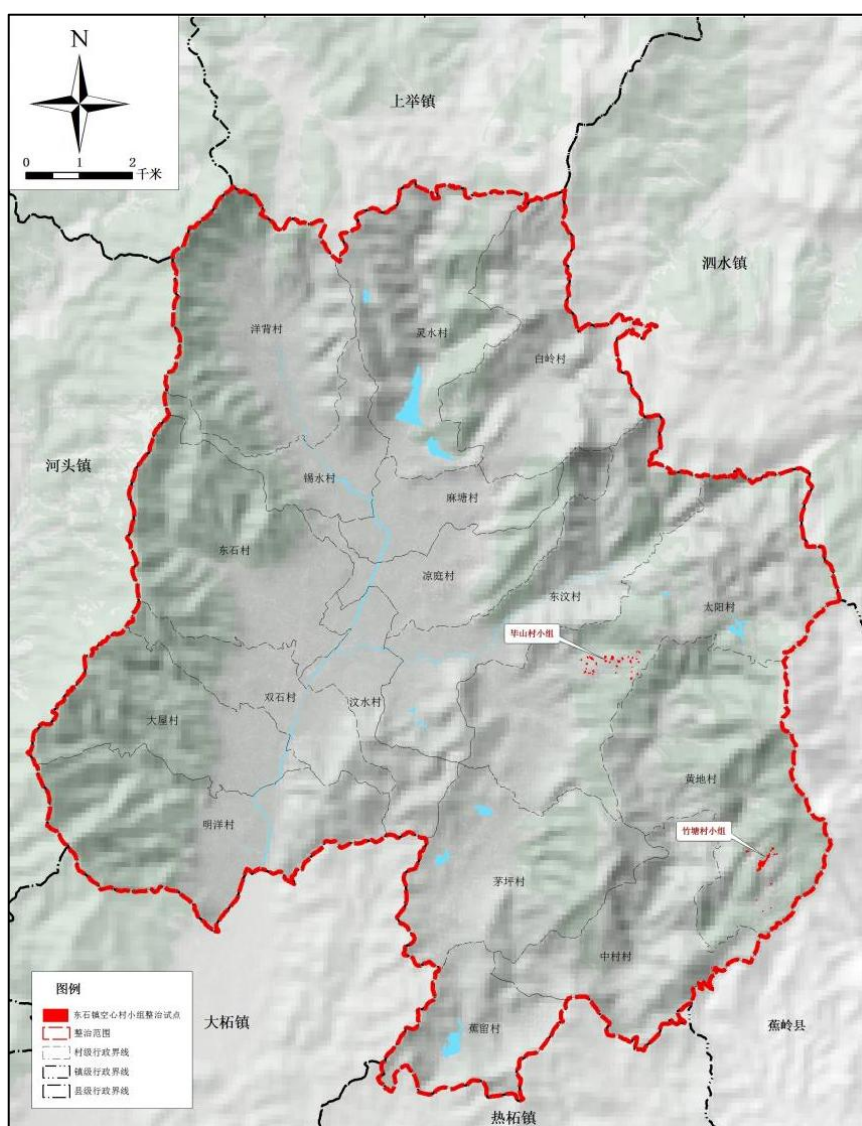 N
0 1 2
千米
上举镇
泗水镇
洋背村
灵水村
白岭村
河头镇
锡水村
麻塘村
东石村
凉庭村
东汶村
太阳村
毕山村小组
双石村
汶水村
大屋村
黄地村
明洋村
竹塘村小组
茅坪村
中村村
图例
东石镇空心村小组整治试点
整治范围
村级行政界线
镇级行政界线
县级行政界线
大柘镇
蕉留村
蕉岭县
热柘镇